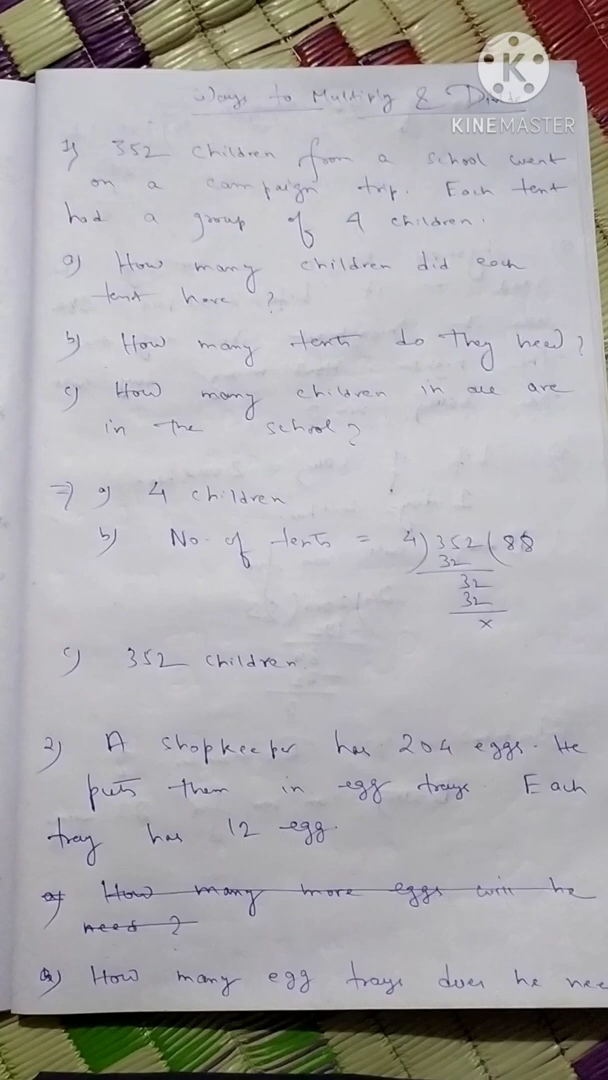 K
KINEMASTER
Ways to Multiply & Div
1) 352 children from a school went
on a campaign trip. Each tent
had a group of 4 children.
a) How many children did each
tent have ?
b) How many tents do they need?
c) How many children in all are
in the school?
=) a) 4 children
b) No. of tents = 4) 352 ( 88
32
32
32
x
c) 352 children.
2) A shopkeeper has 204 eggs. He
puts them in egg trays. Each
tray has 12 egg.
a) How many more eggs will he
need ?
a) How many egg trays does he nee